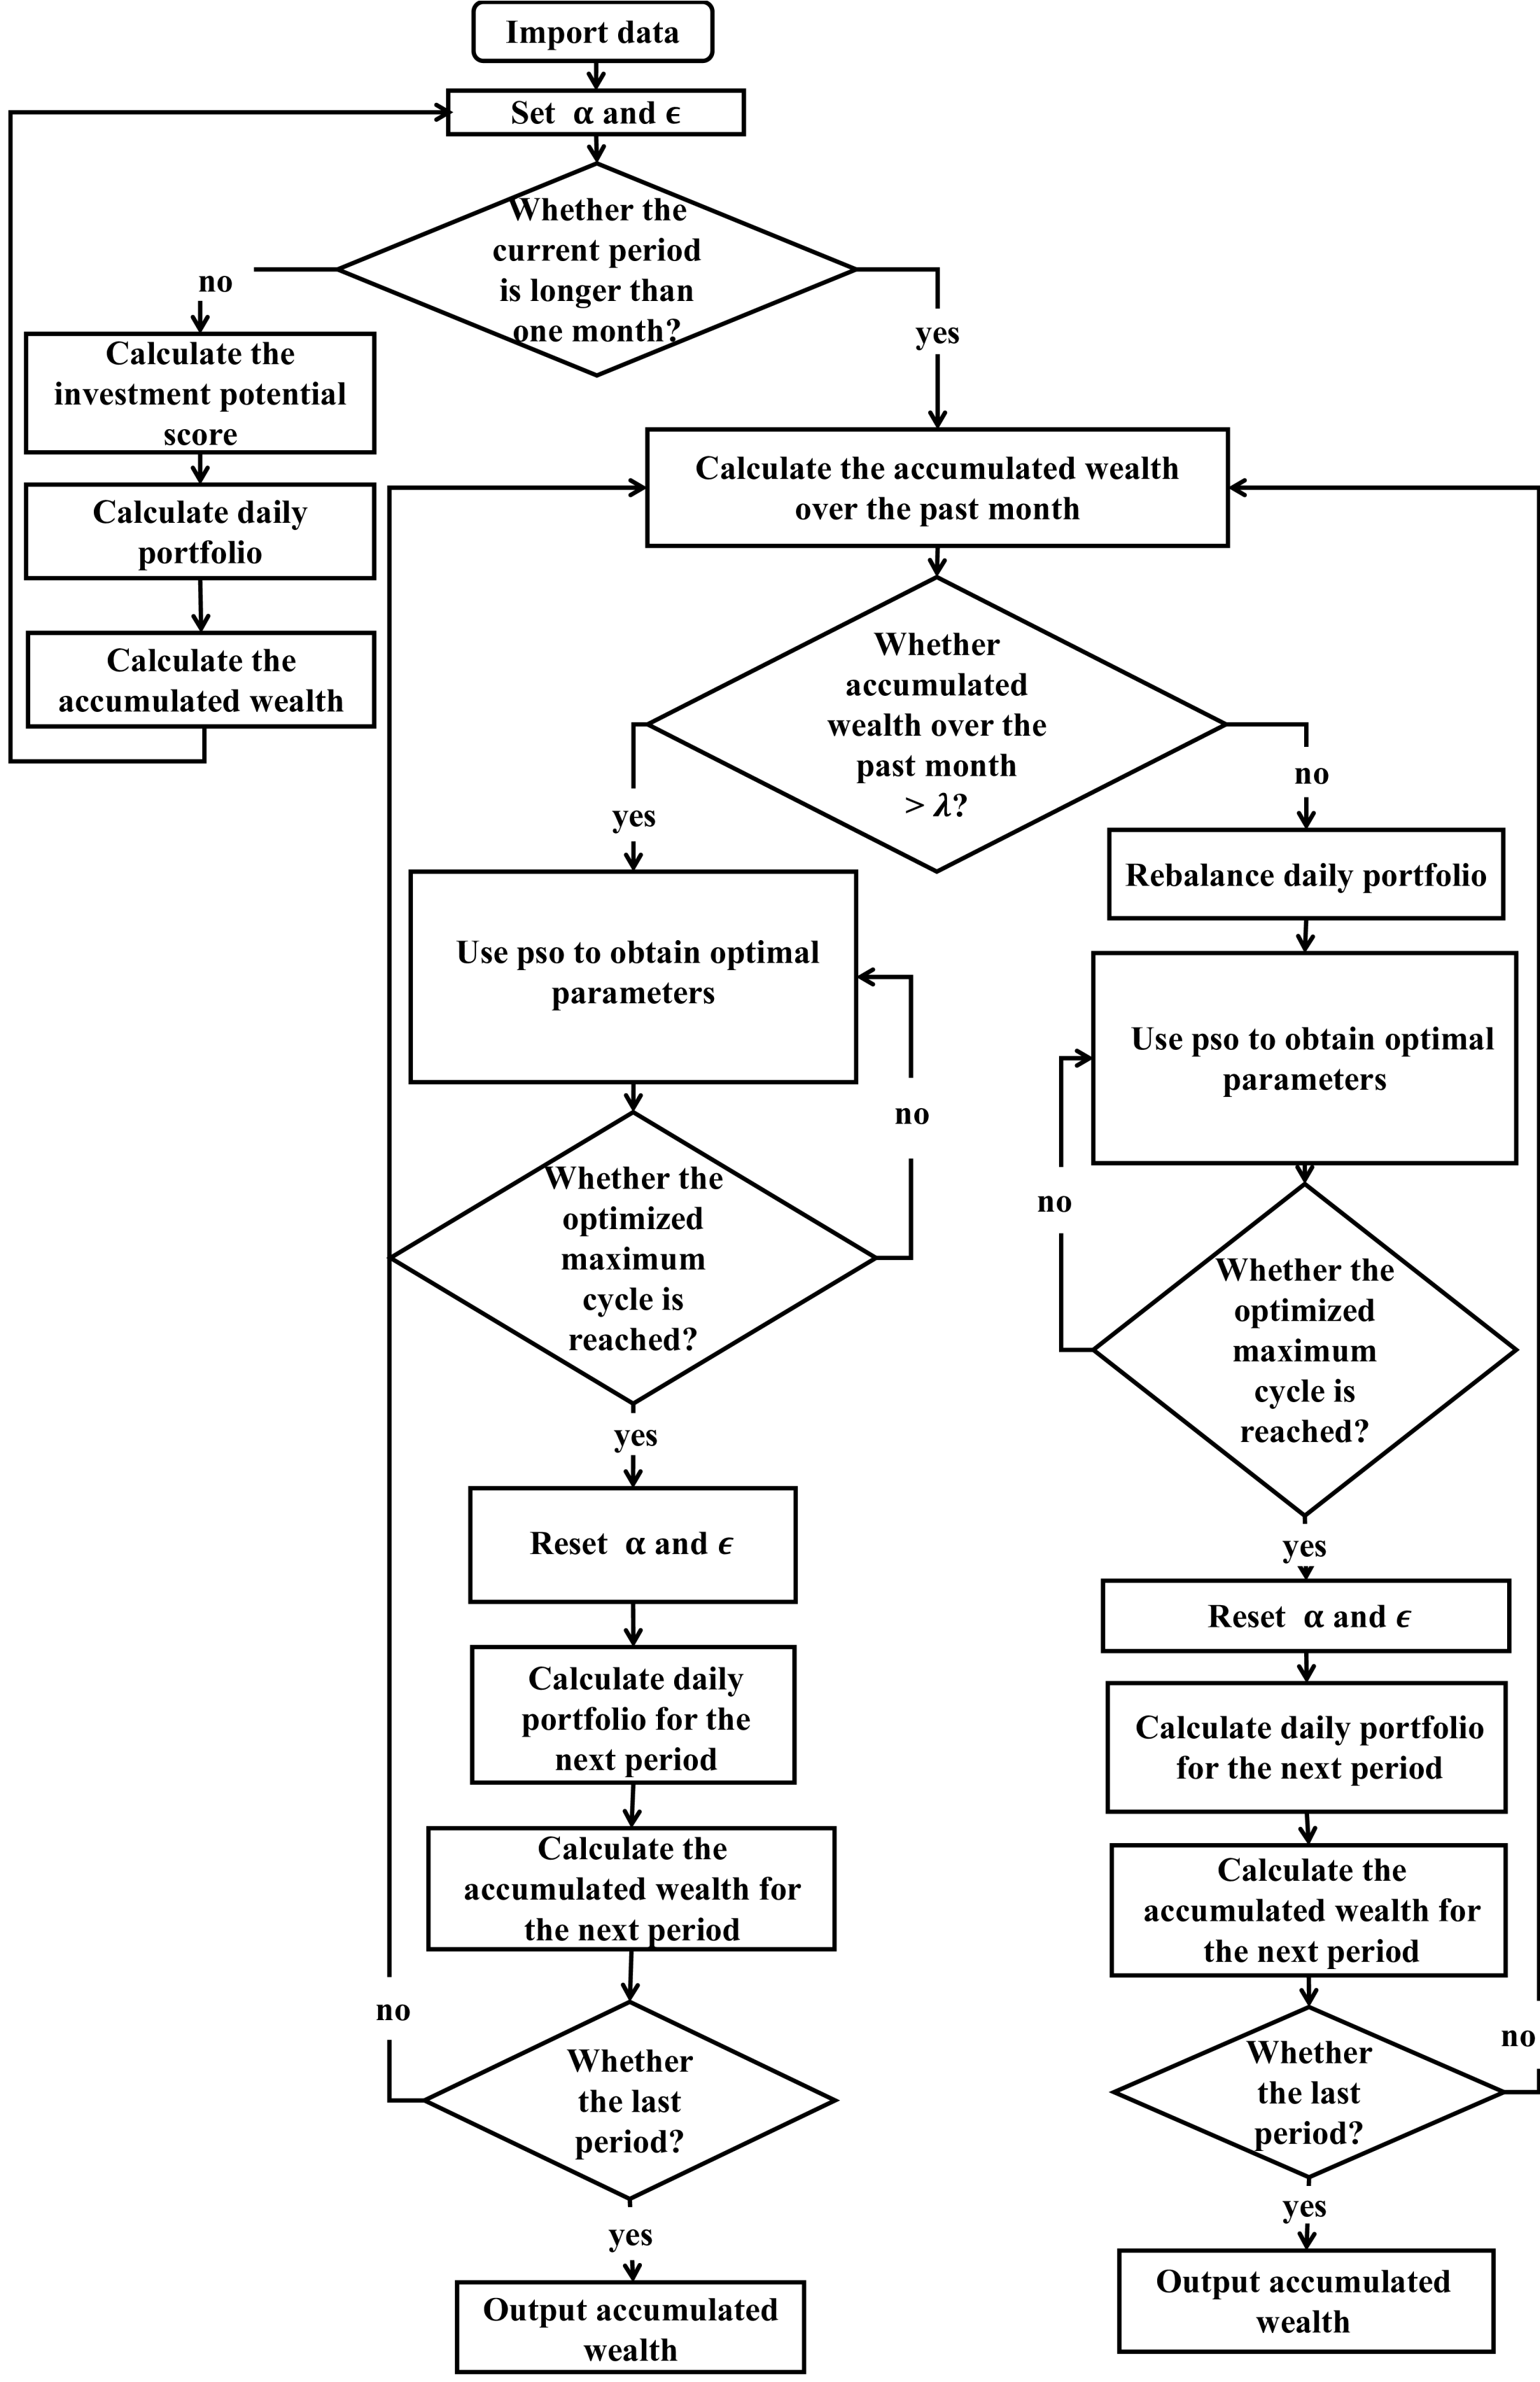 Import data
Set α and ϵ
Whether the
current period
is longer than
one month?
no
yes
Calculate the
investment potential
score
Calculate daily
portfolio
Calculate the
accumulated wealth
Calculate the accumulated wealth
over the past month
Whether
accumulated
wealth over the
past month
> λ?
yes
no
Use pso to obtain optimal
parameters
no
Whether the
optimized
maximum
cycle is
reached?
yes
Reset α and ϵ
Calculate daily
portfolio for the
next period
Calculate the
accumulated wealth for
the next period
no
Whether
the last
period?
yes
Output accumulated
wealth
Rebalance daily portfolio
Use pso to obtain optimal
parameters
no
Whether the
optimized
maximum
cycle is
reached?
yes
Reset α and ϵ
Calculate daily portfolio
for the next period
Calculate the
accumulated wealth for
the next period
no
Whether
the last
period?
yes
Output accumulated
wealth